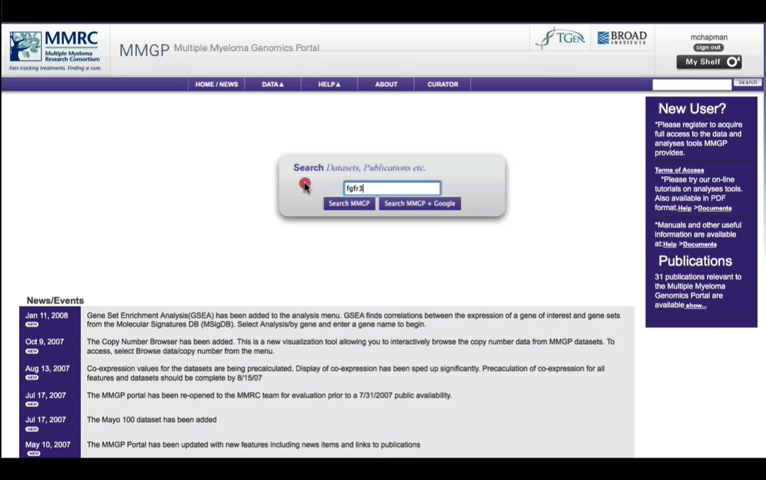 MMRC
Multiple Myeloma
Research Consortium
Fast-tracking treatments. Finding a cure.
MMGP Multiple Myeloma Genomics Portal
TGen
BROAD
INSTITUTE
mchapman
sign out
My Shelf
HOME / NEWS
DATA
HELP
ABOUT
CURATOR
Search
Search Datasets, Publications etc.
fgfr3
Search MMGP
Search MMGP + Google
New User?
*Please register to acquire
full access to the data and
analyses tools MMGP
provides.
Terms of Access
*Please try our on-line
tutorials on analyses tools.
Also available in PDF
format.Help >Documents
*Manuals and other useful
information are available
at:Help >Documents
Publications
31 publications relevant to
the Multiple Myeloma
Genomics Portal are
available show...
News/Events
Jan 11, 2008 Gene Set Enrichment Analysis(GSEA) has been added to the analysis menu. GSEA finds correlations between the expression of a gene of interest and gene sets
NEW from the Molecular Signatures DB (MSigDB). Select Analysis/by gene and enter a gene name to begin.
Oct 9, 2007 The Copy Number Browser has been added. This is a new visualization tool allowing you to interactively browse the copy number data from MMGP datasets. To
NEW access, select Browse data/copy number from the menu.
Aug 13, 2007 Co-expression values for the datasets are being precalculated. Display of co-expression has been sped up significantly. Precaculation of co-expression for all
NEW features and datasets should be complete by 8/15/07
Jul 17, 2007 The MMGP portal has been re-opened to the MMRC team for evaluation prior to a 7/31/2007 public availability.
NEW
Jul 17, 2007 The Mayo 100 dataset has been added
NEW
May 10, 2007 The MMGP Portal has been updated with new features including news items and links to publications
NEW